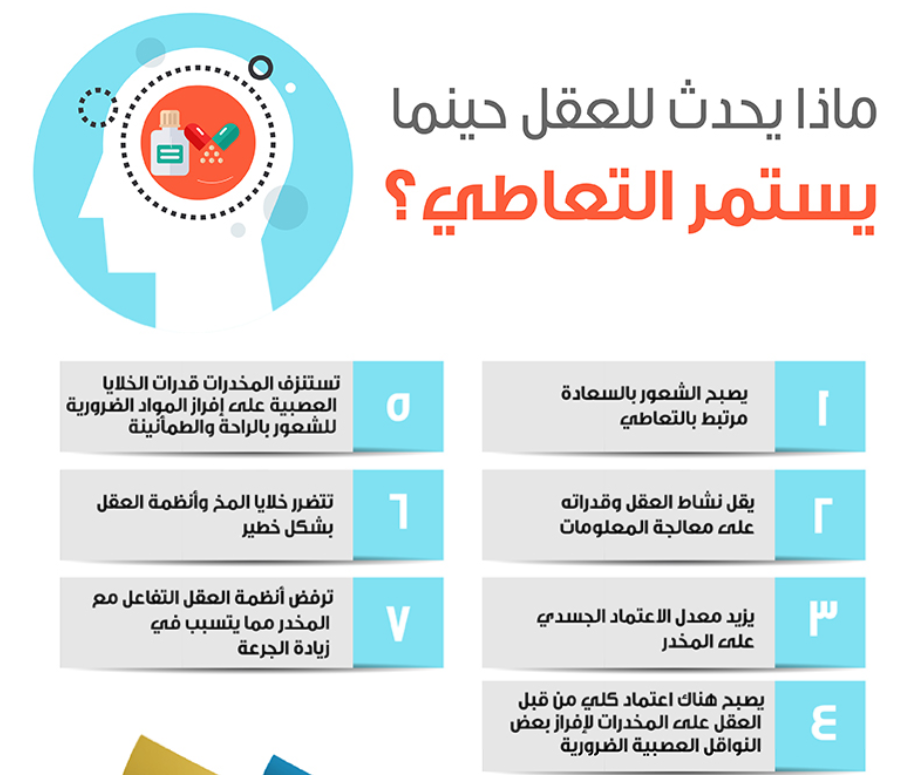 ماذا يحدث للعقل حينما
يستمر التعاطي؟
١
يصبح الشعور بالسعادة
مرتبط بالتعاطي
٢
يقل نشاط العقل وقدراته
على معالجة المعلومات
٣
يزيد معدل الاعتماد الجسدي
على المخدر
٤
يصبح هناك اعتماد كلي من قبل
العقل على المخدرات لإفراز بعض
النواقل العصبية الضرورية
٥
تستنزف المخدرات قدرات الخلايا
العصبية على إفراز المواد الضرورية
للشعور بالراحة والطمأنينة
٦
تتضرر خلايا المخ وأنظمة العقل
بشكل خطير
٧
ترفض أنظمة العقل التفاعل مع
المخدر مما يتسبب في
زيادة الجرعة